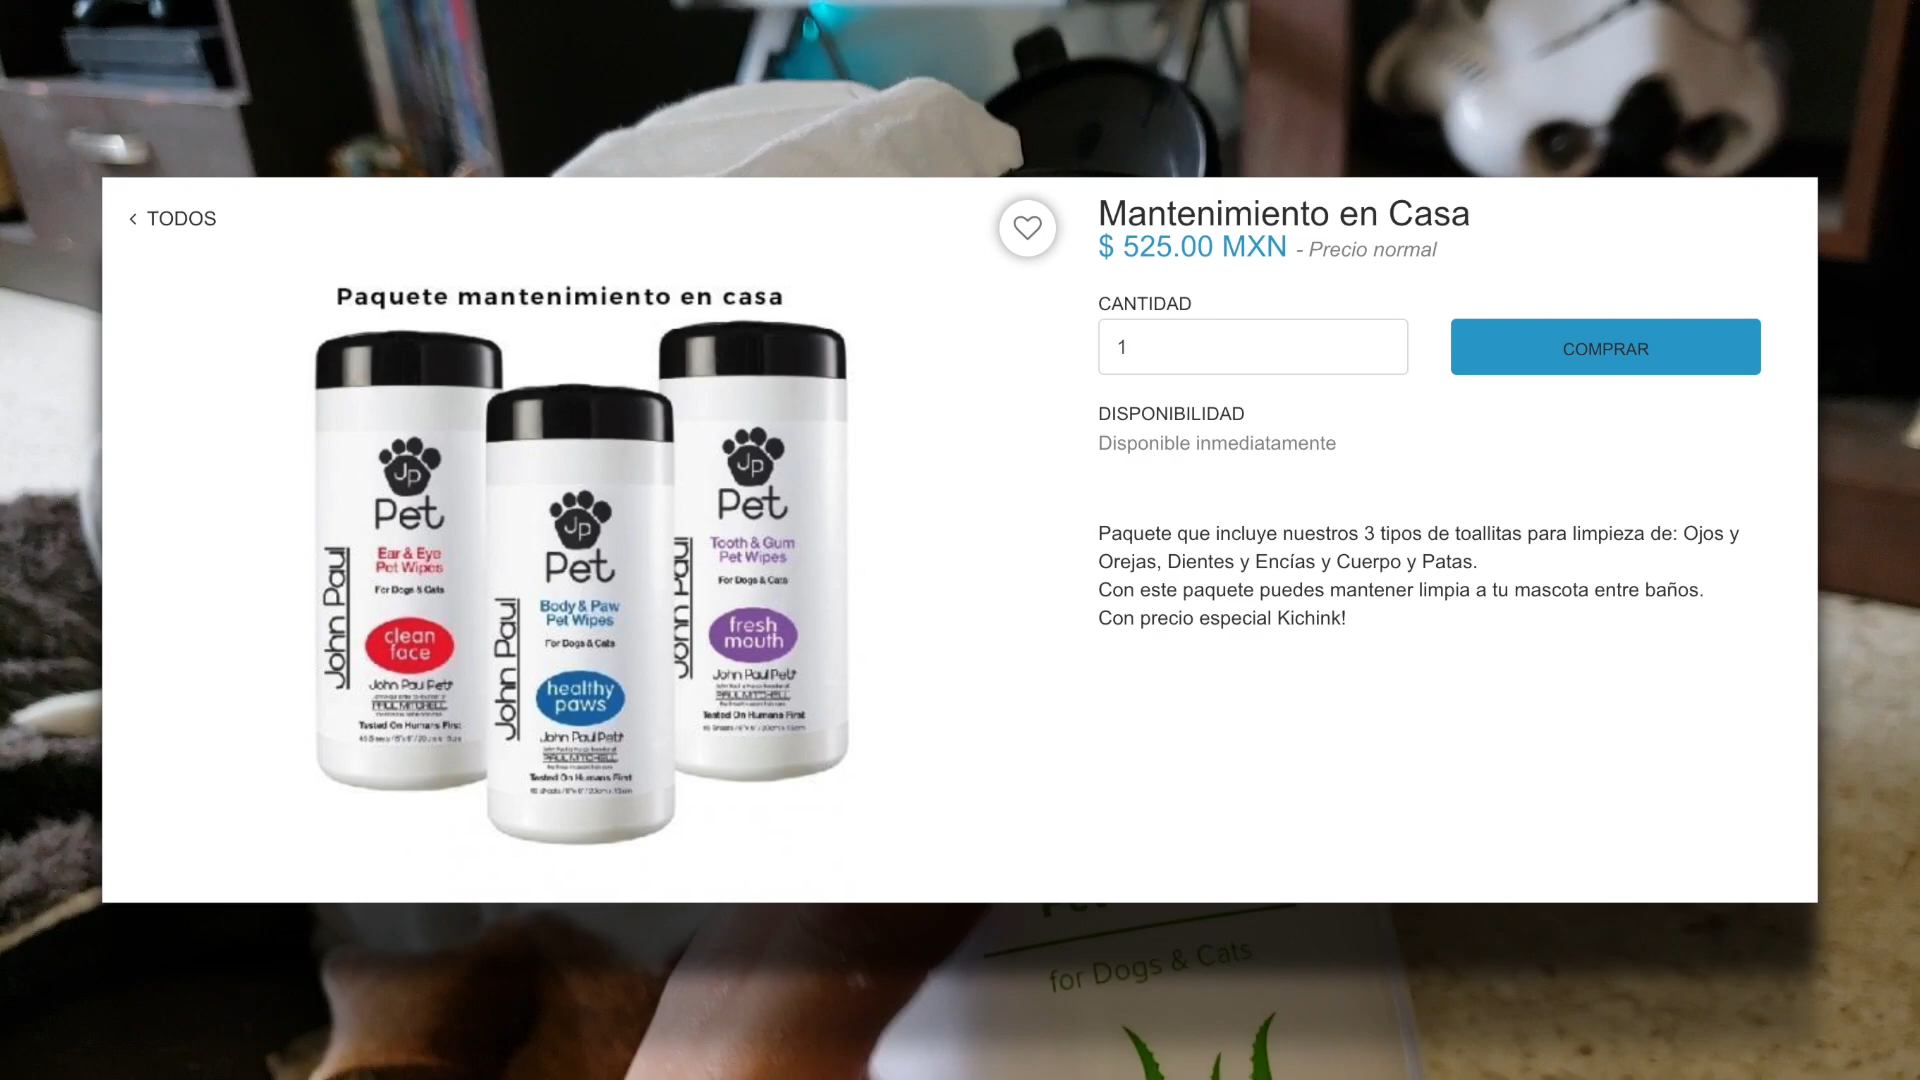 TODOS
Paquete mantenimiento en casa
JP
Pet
Ear & Eye
Pet Wipes
For Dogs & Cats
clean
face
John Paul
John Paul Pet
PAUL MITCHELL
Tested On Humans First
JP
Pet
Body & Paw
Pet Wipes
For Dogs & Cats
healthy
paws
John Paul
John Paul Pet
PAUL MITCHELL
Tested On Humans First
JP
Pet
Tooth & Gum
Pet Wipes
For Dogs & Cats
fresh
mouth
John Paul
John Paul Pet
PAUL MITCHELL
Tested On Humans First
Mantenimiento en Casa
$ 525.00 MXN - Precio normal
CANTIDAD
1
COMPRAR
DISPONIBILIDAD
Disponible inmediatamente
Paquete que incluye nuestros 3 tipos de toallitas para limpieza de: Ojos y
Orejas, Dientes y Encías y Cuerpo y Patas.
Con este paquete puedes mantener limpia a tu mascota entre baños.
Con precio especial Kichink!
for Dogs & Cats